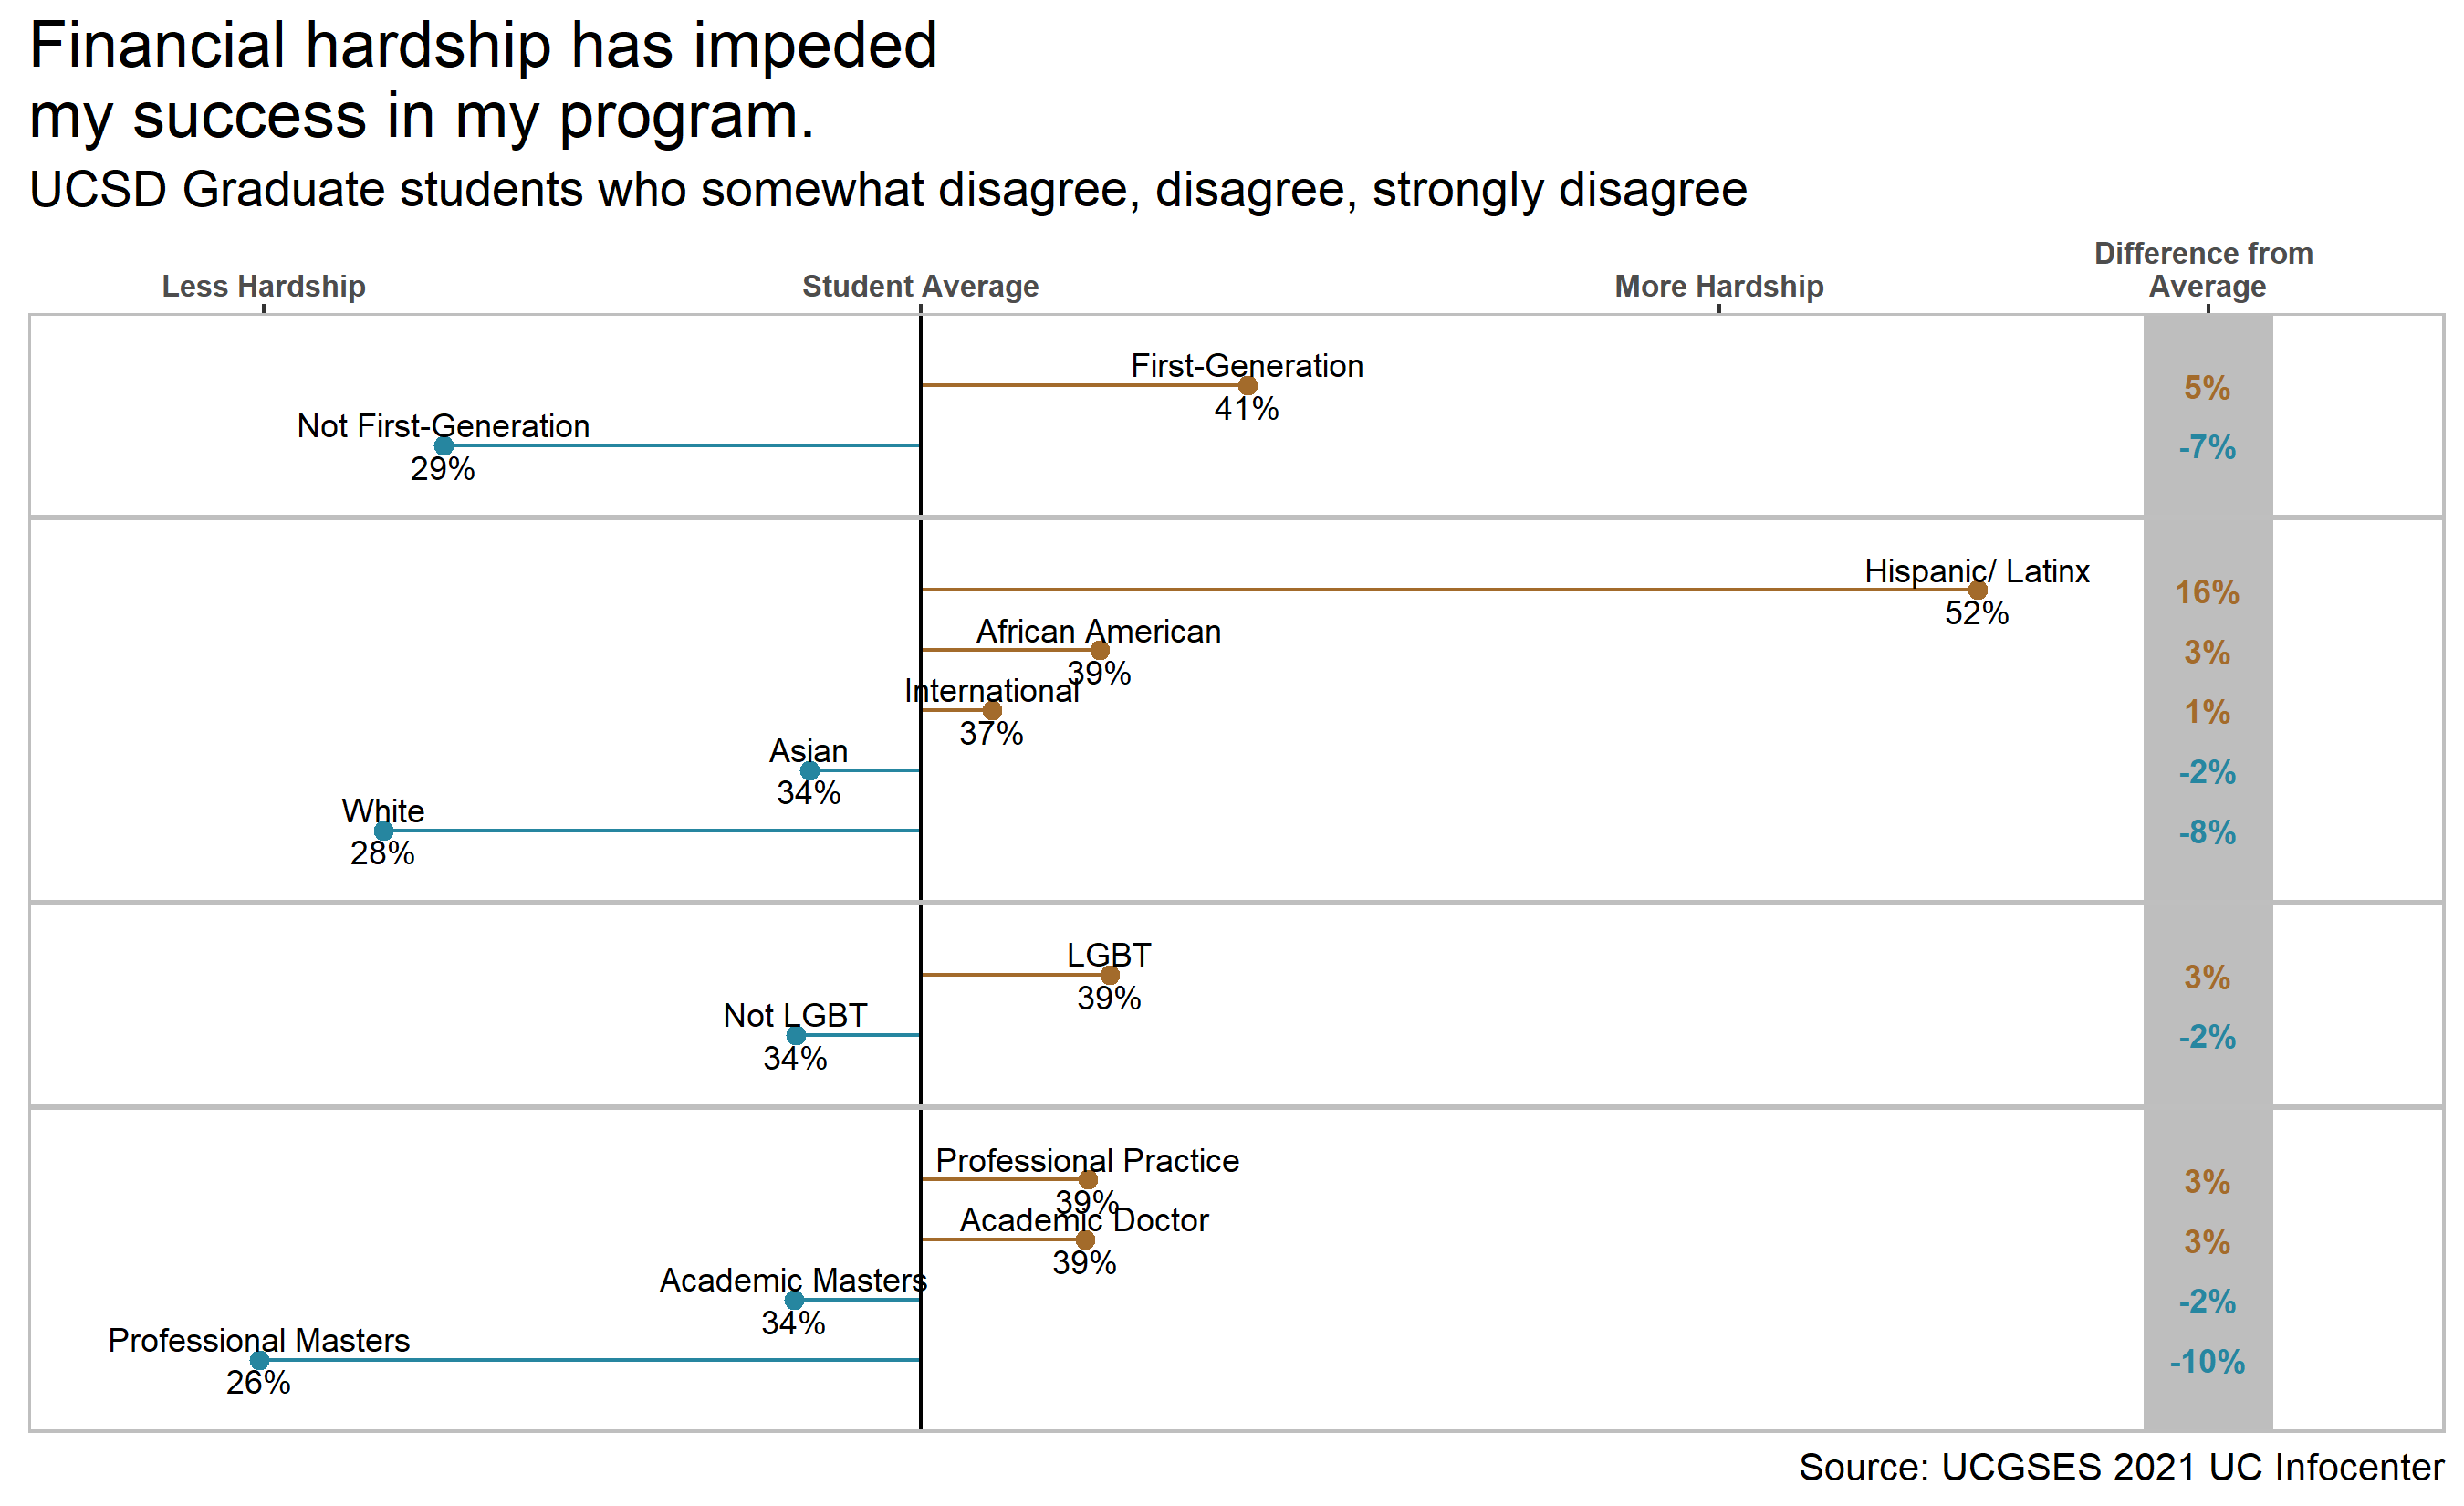 Financial hardship has impeded
my success in my program.
UCSD Graduate students who somewhat disagree, disagree, strongly disagree
Less Hardship
Student Average
More Hardship
Difference from
Average
First-Generation
41%
5%
Not First-Generation
29%
-7%
Hispanic/ Latinx
52%
16%
African American
39%
3%
International
37%
1%
Asian
34%
-2%
White
28%
-8%
LGBT
39%
3%
Not LGBT
34%
-2%
Professional Practice
39%
3%
Academic Doctor
39%
3%
Academic Masters
34%
-2%
Professional Masters
26%
-10%
Source: UCGSES 2021 UC Infocenter